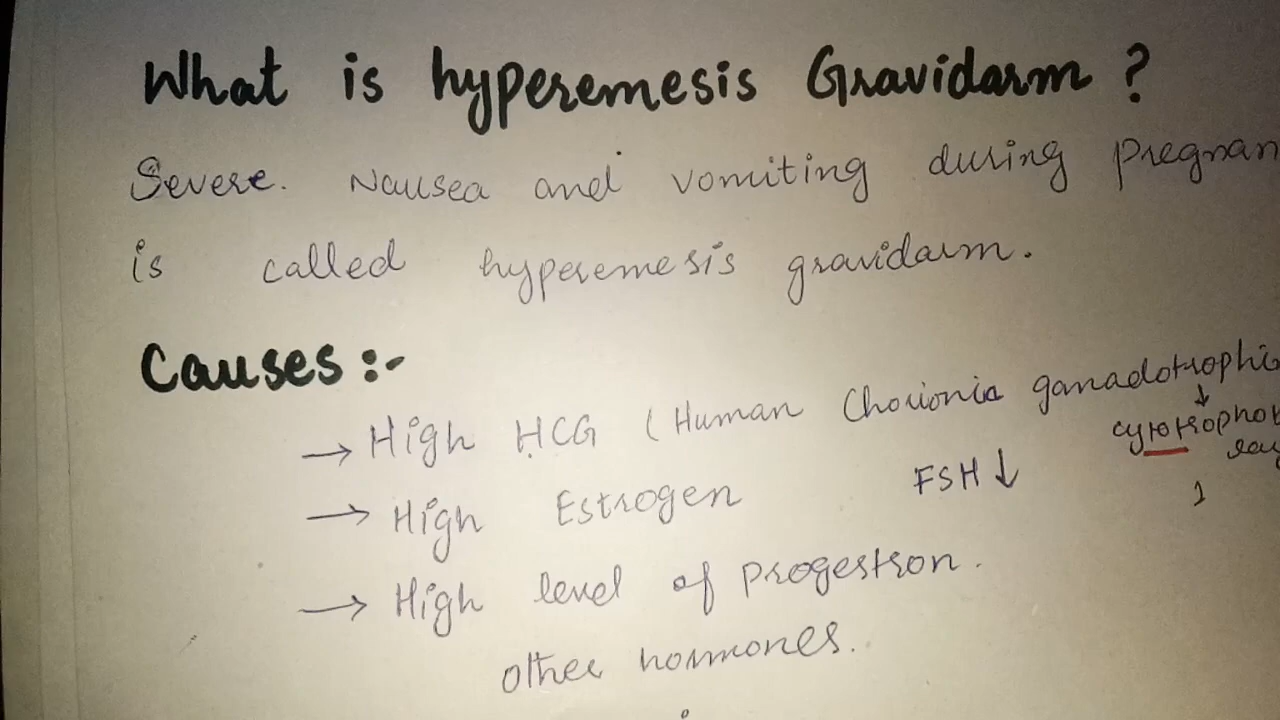 What is hyperemesis Gravidarm ?
Severe. Nausea and vomiting during pregnan
is called hyperemesis gravidarm.
Causes :-
→ High HCG ( Human Chorionic ganadotrophi
↓
cytotrophob
→ High Estrogen FSH ↓
→ High level of progestron.
other hormones.